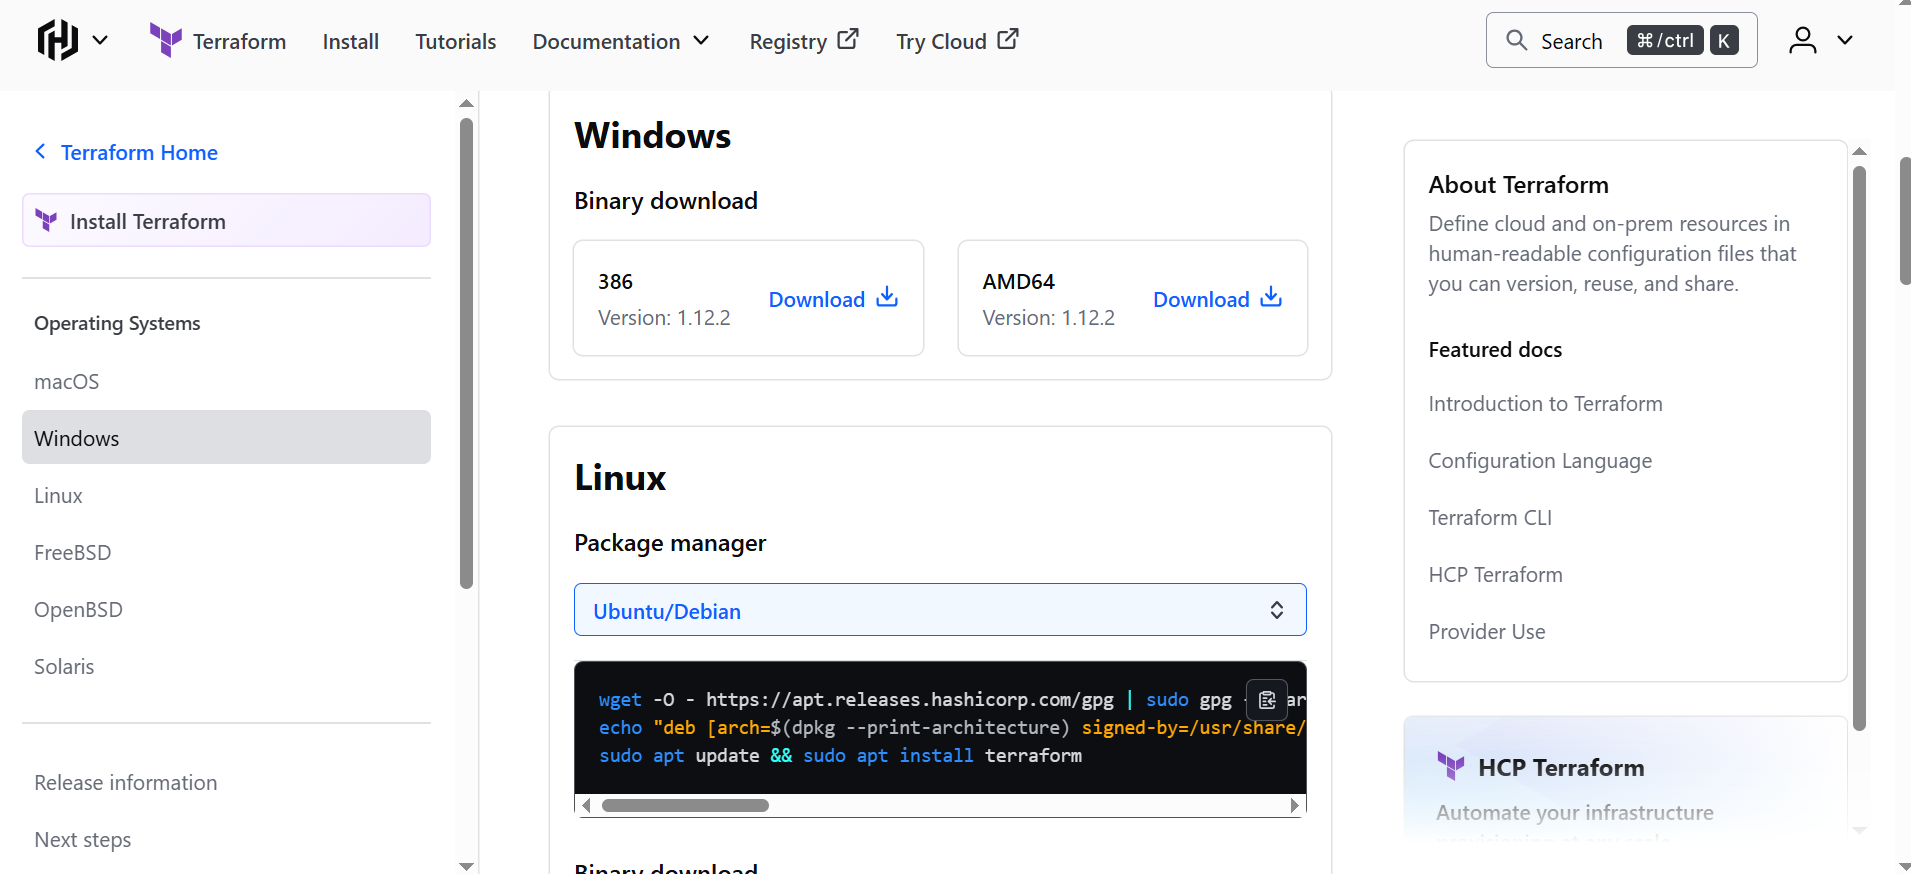 Terraform
Install
Tutorials
Documentation
Registry
Try Cloud
Search
⌘/ctrl
K
Terraform Home
Install Terraform
Operating Systems
macOS
Windows
Linux
FreeBSD
OpenBSD
Solaris
Release information
Next steps
Windows
Binary download
386
Version: 1.12.2
Download
AMD64
Version: 1.12.2
Download
Linux
Package manager
Ubuntu/Debian
wget -O - https://apt.releases.hashicorp.com/gpg | sudo gpg
echo "deb [arch=$(dpkg --print-architecture) signed-by=/usr/share/
sudo apt update && sudo apt install terraform
Binary download
About Terraform
Define cloud and on-prem resources in
human-readable configuration files that
you can version, reuse, and share.
Featured docs
Introduction to Terraform
Configuration Language
Terraform CLI
HCP Terraform
Provider Use
HCP Terraform
Automate your infrastructure